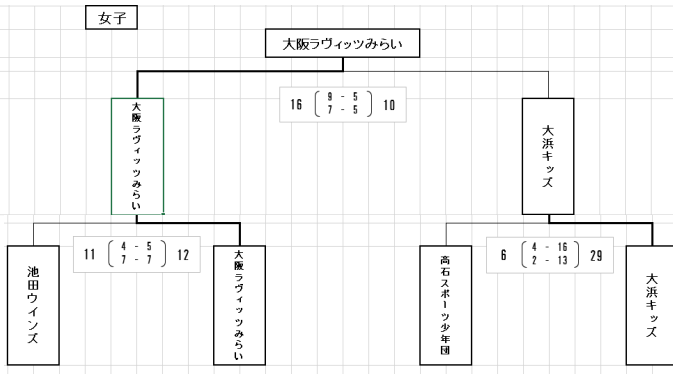 女子
大阪ラヴィッツみらい
16 ( 9 - 5 ) 10
7 - 5
大阪ラヴィッツみらい
大浜キッズ
11 ( 4 - 5 ) 12
7 - 7
6 ( 4 - 16 ) 29
2 - 13
池田ウインズ
大阪ラヴィッツみらい
高石スポーツ少年団
大浜キッズ